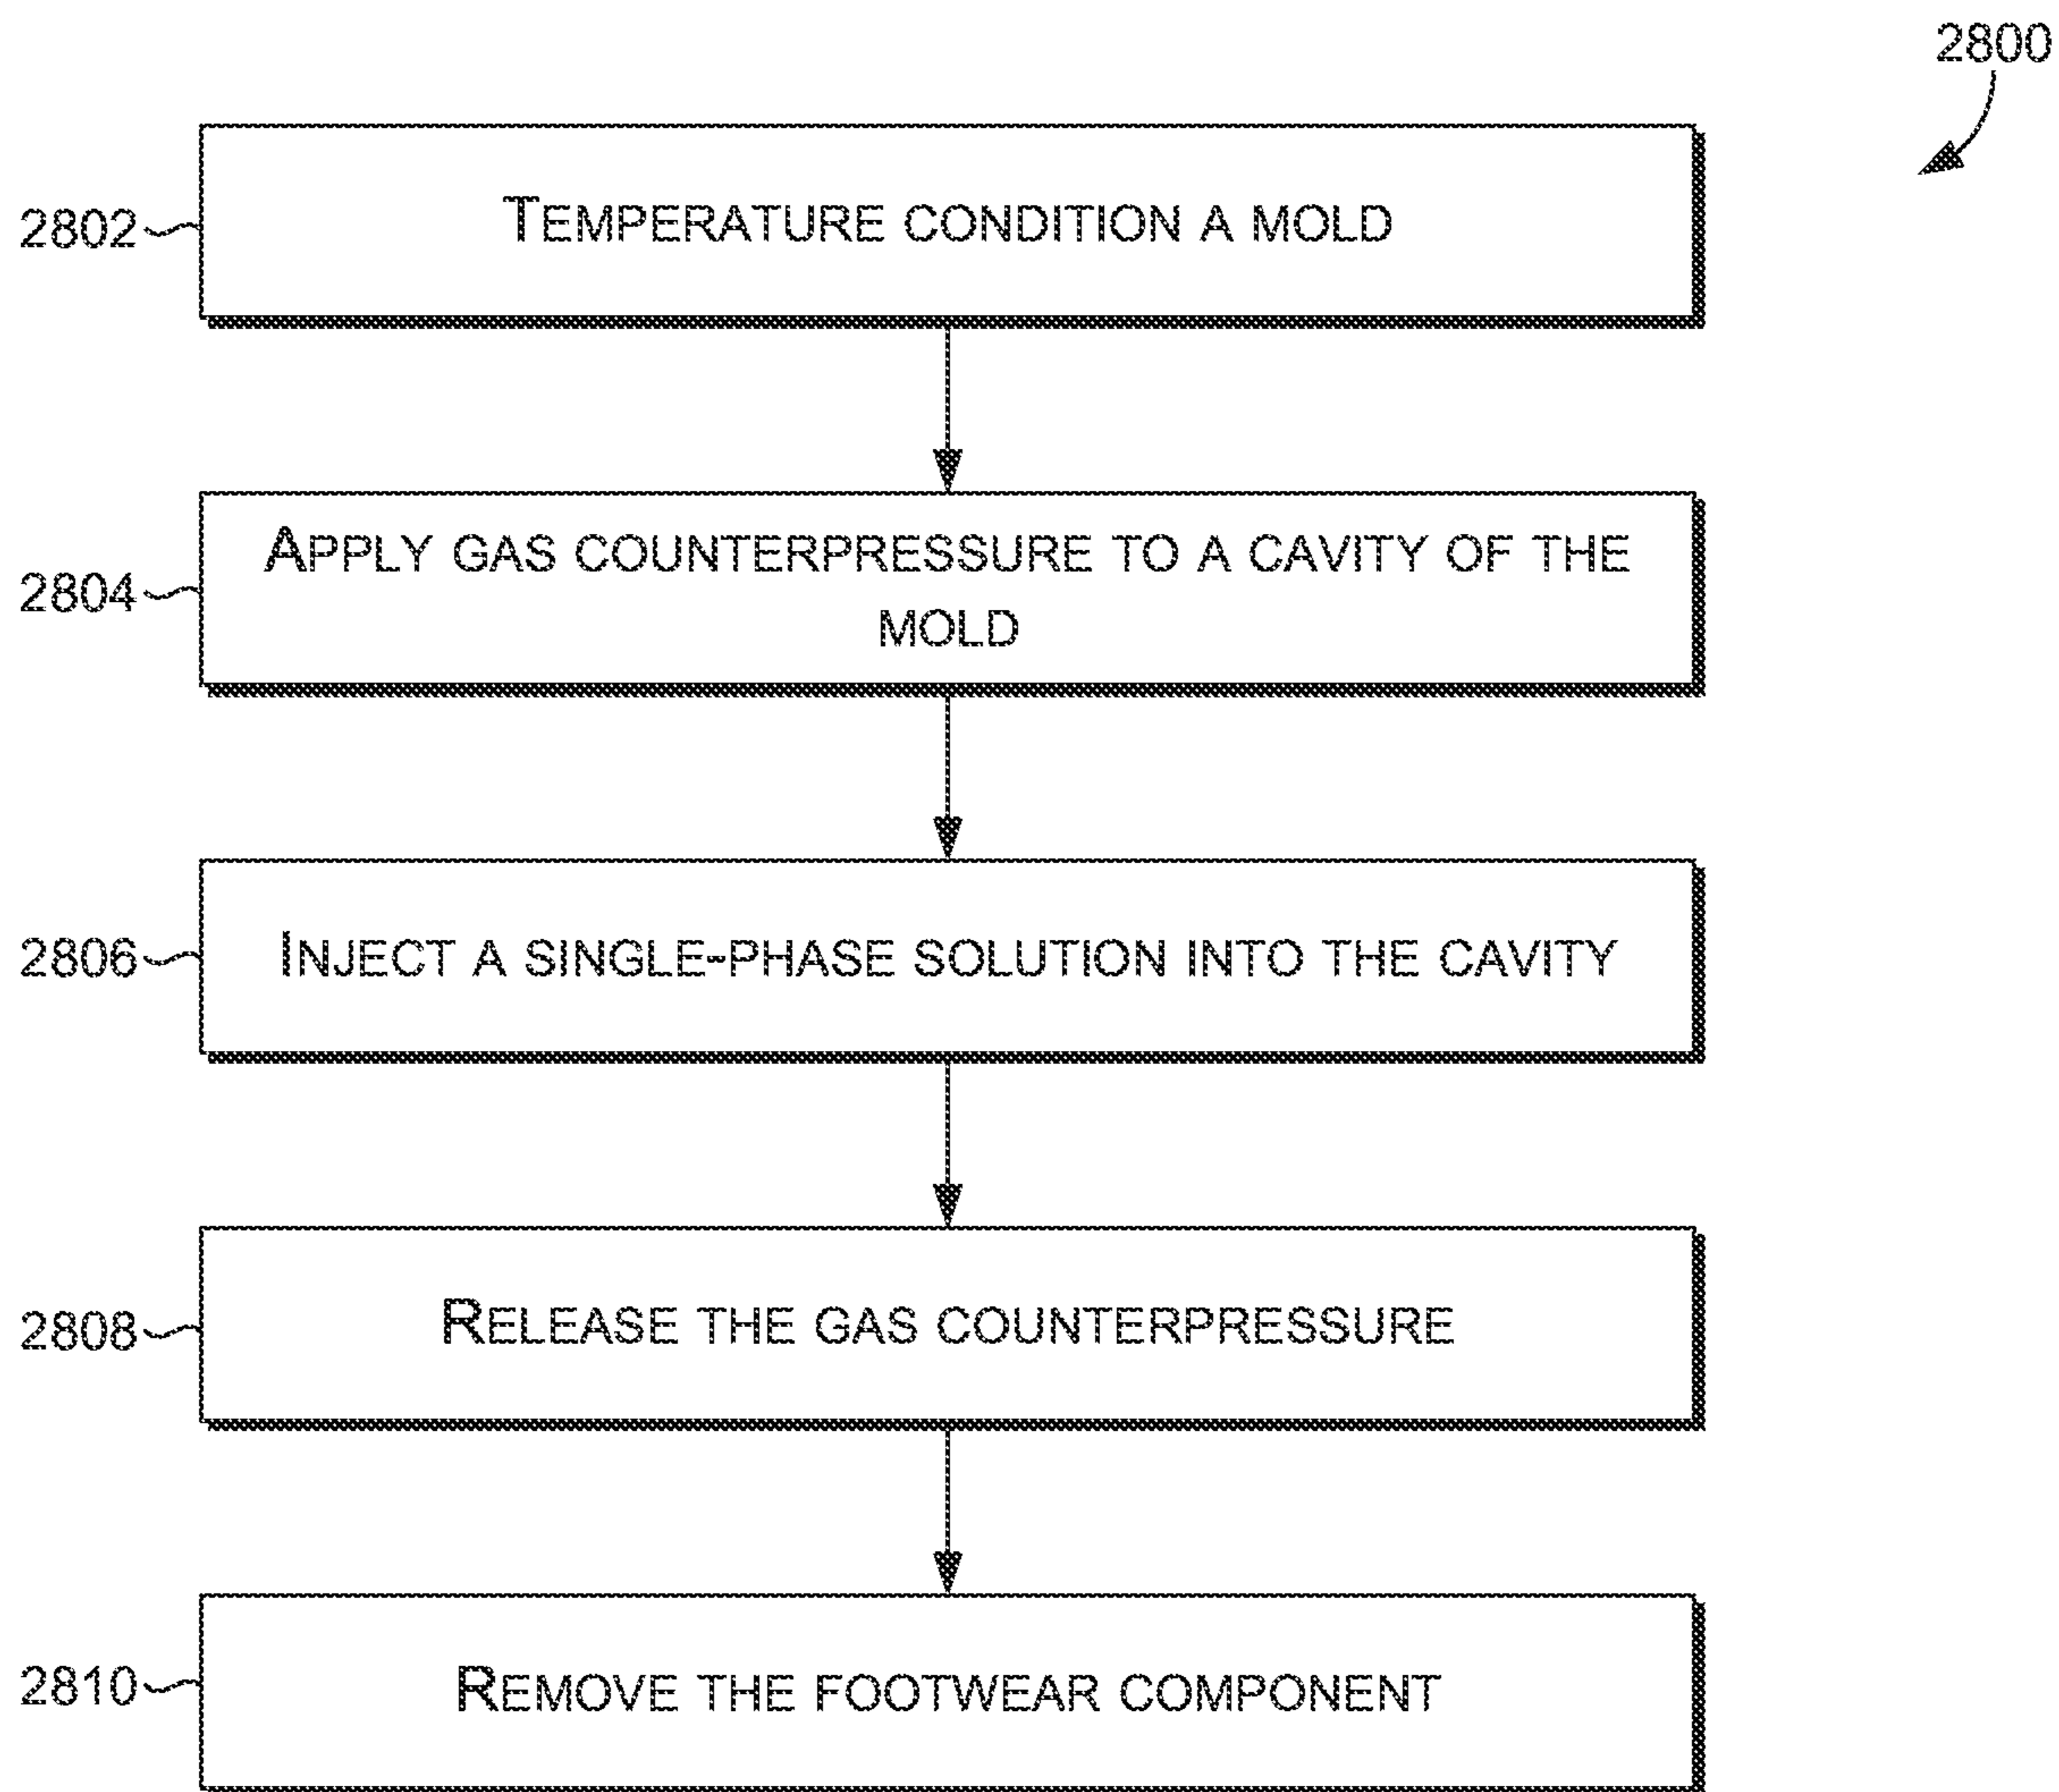 2800
2802
TEMPERATURE CONDITION A MOLD
2804
APPLY GAS COUNTERPRESSURE TO A CAVITY OF THE
MOLD
2806
INJECT A SINGLE-PHASE SOLUTION INTO THE CAVITY
2808
RELEASE THE GAS COUNTERPRESSURE
2810
REMOVE THE FOOTWEAR COMPONENT